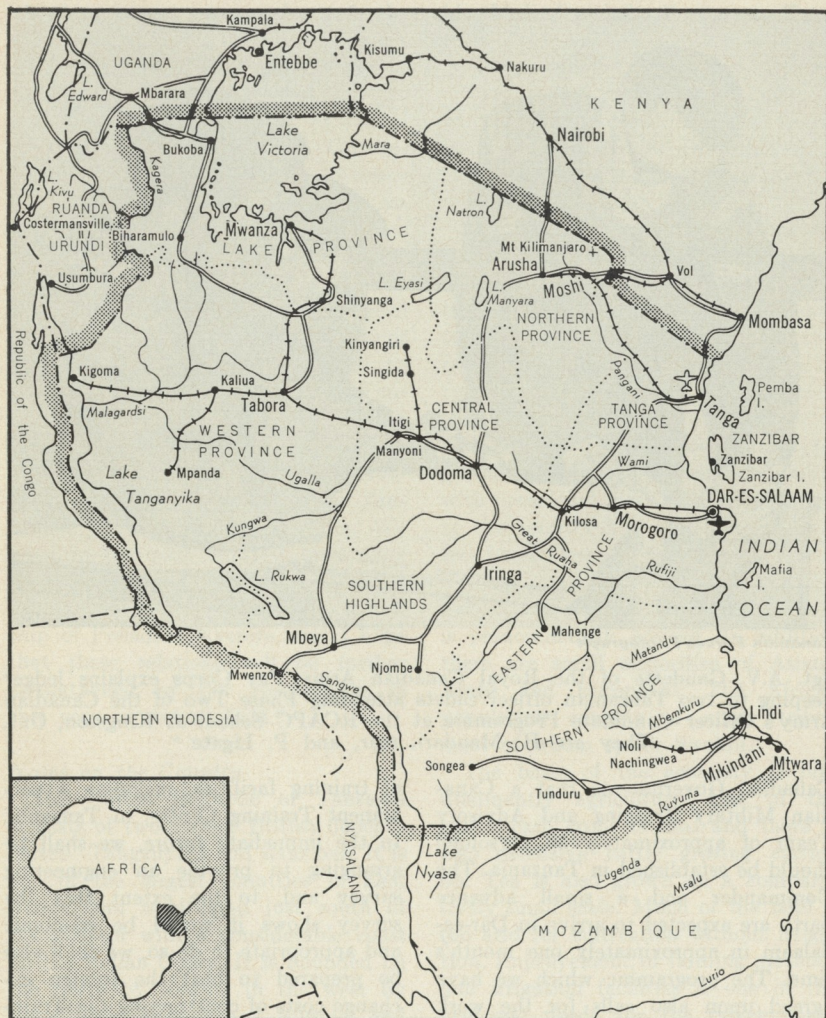 Kampala
UGANDA
Entebbe
Kisumu
Nakuru
L.
Edward
Mbarara
KENYA
Lake
Victoria
Bukoba
Mara
Nairobi
Kagera
L.
Kivu
RUANDA
Costermansville
URUNDI
Biharamulo
Mwanza
LAKE PROVINCE
L.
Natron
Mt Kilimanjaro
Arusha
Moshi
Vol
Usumbura
L. Eyasi
L.
Manyara
Shinyanga
NORTHERN
PROVINCE
Mombasa
Republic of the Congo
Kinyangiri
Singida
Kigoma
Kaliua
Tabora
Malagardsi
Pangani
Tanga
Pemba
I.
WESTERN
PROVINCE
CENTRAL
PROVINCE
TANGA
PROVINCE
Itigi
Manyoni
ZANZIBAR
Zanzibar
Zanzibar I.
Lake
Tanganyika
Mpanda
Ugalla
Dodoma
Wami
DAR-ES-SALAAM
Kilosa
Morogoro
Kungwa
Great
Ruaha
INDIAN
OCEAN
L. Rukwa
Iringa
Rufiji
Mafia
I.
SOUTHERN
HIGHLANDS
EASTERN PROVINCE
Mbeya
Mahenge
Njombe
Matandu
Mwenzo
Sangwe
Mbemkuru
NORTHERN RHODESIA
SOUTHERN PROVINCE
Lindi
Noli
Nachingwea
Mikindani
Mtwara
Songea
Tunduru
Ruvuma
NYASALAND
Lake
Nyasa
Lugenda
Msalu
MOZAMBIQUE
Lurio
AFRICA